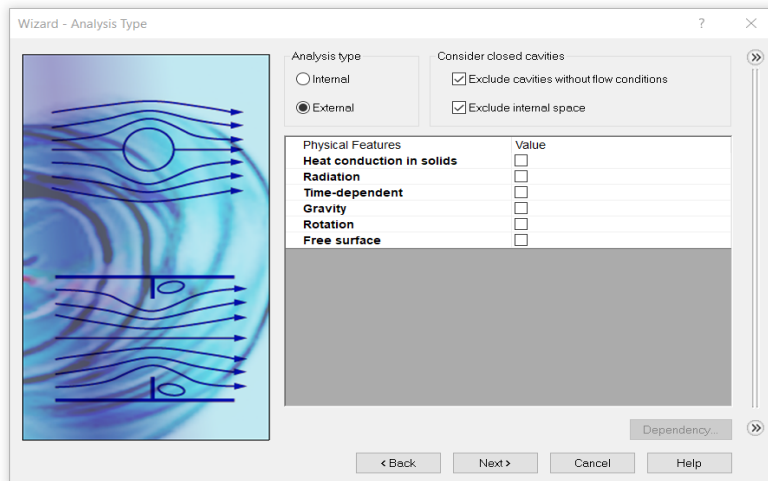 Wizard - Analysis Type
?
Analysis type
Internal
External
Consider closed cavities
Exclude cavities without flow conditions
Exclude internal space
Physical Features Value
Heat conduction in solids
Radiation
Time-dependent
Gravity
Rotation
Free surface
Dependency...
< Back Next > Cancel Help